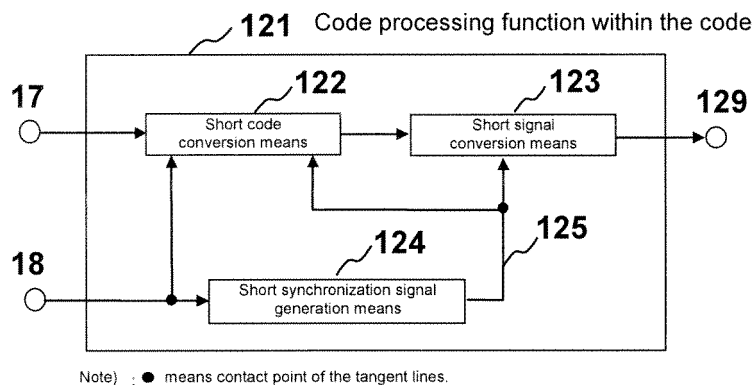 121 Code processing function within the code
17
122
123
129
Short code
conversion means
Short signal
conversion means
18
124
125
Short synchronization signal
generation means
Note) : ● means contact point of the tangent lines.